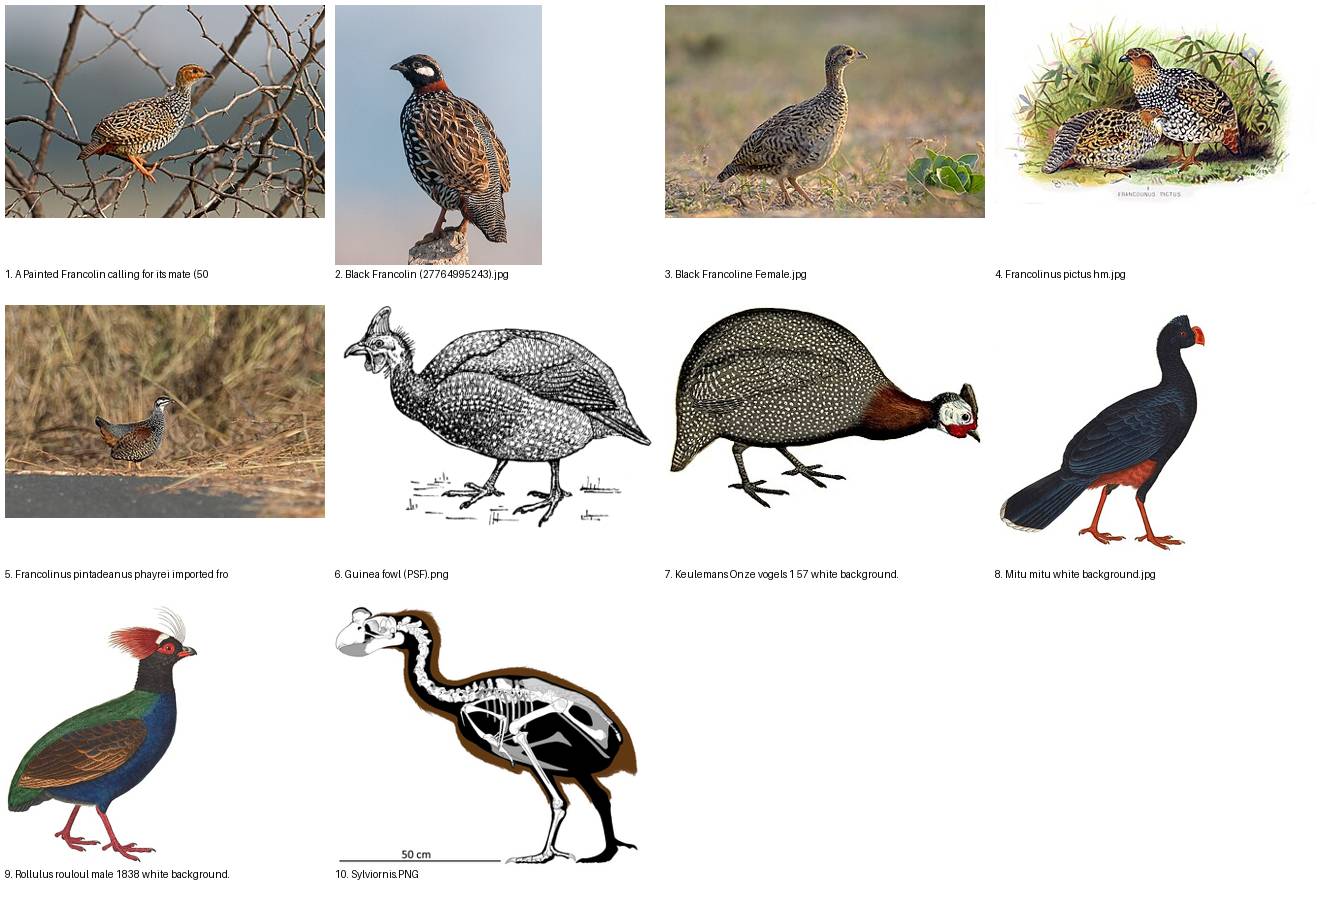 1. A Painted Francolin calling for its mate (50
2. Black Francolin (27764995243).jpg
3. Black Francoline Female.jpg
FRANCOLINUS PICTUS.
4. Francolinus pictus hm.jpg
5. Francolinus pintadeanus phayrei imported fro
6. Guinea fowl (PSF).png
7. Keulemans Onze vogels 1 57 white background.
8. Mitu mitu white background.jpg
9. Rollulus rouloul male 1838 white background.
50 cm
10. Sylviornis.PNG